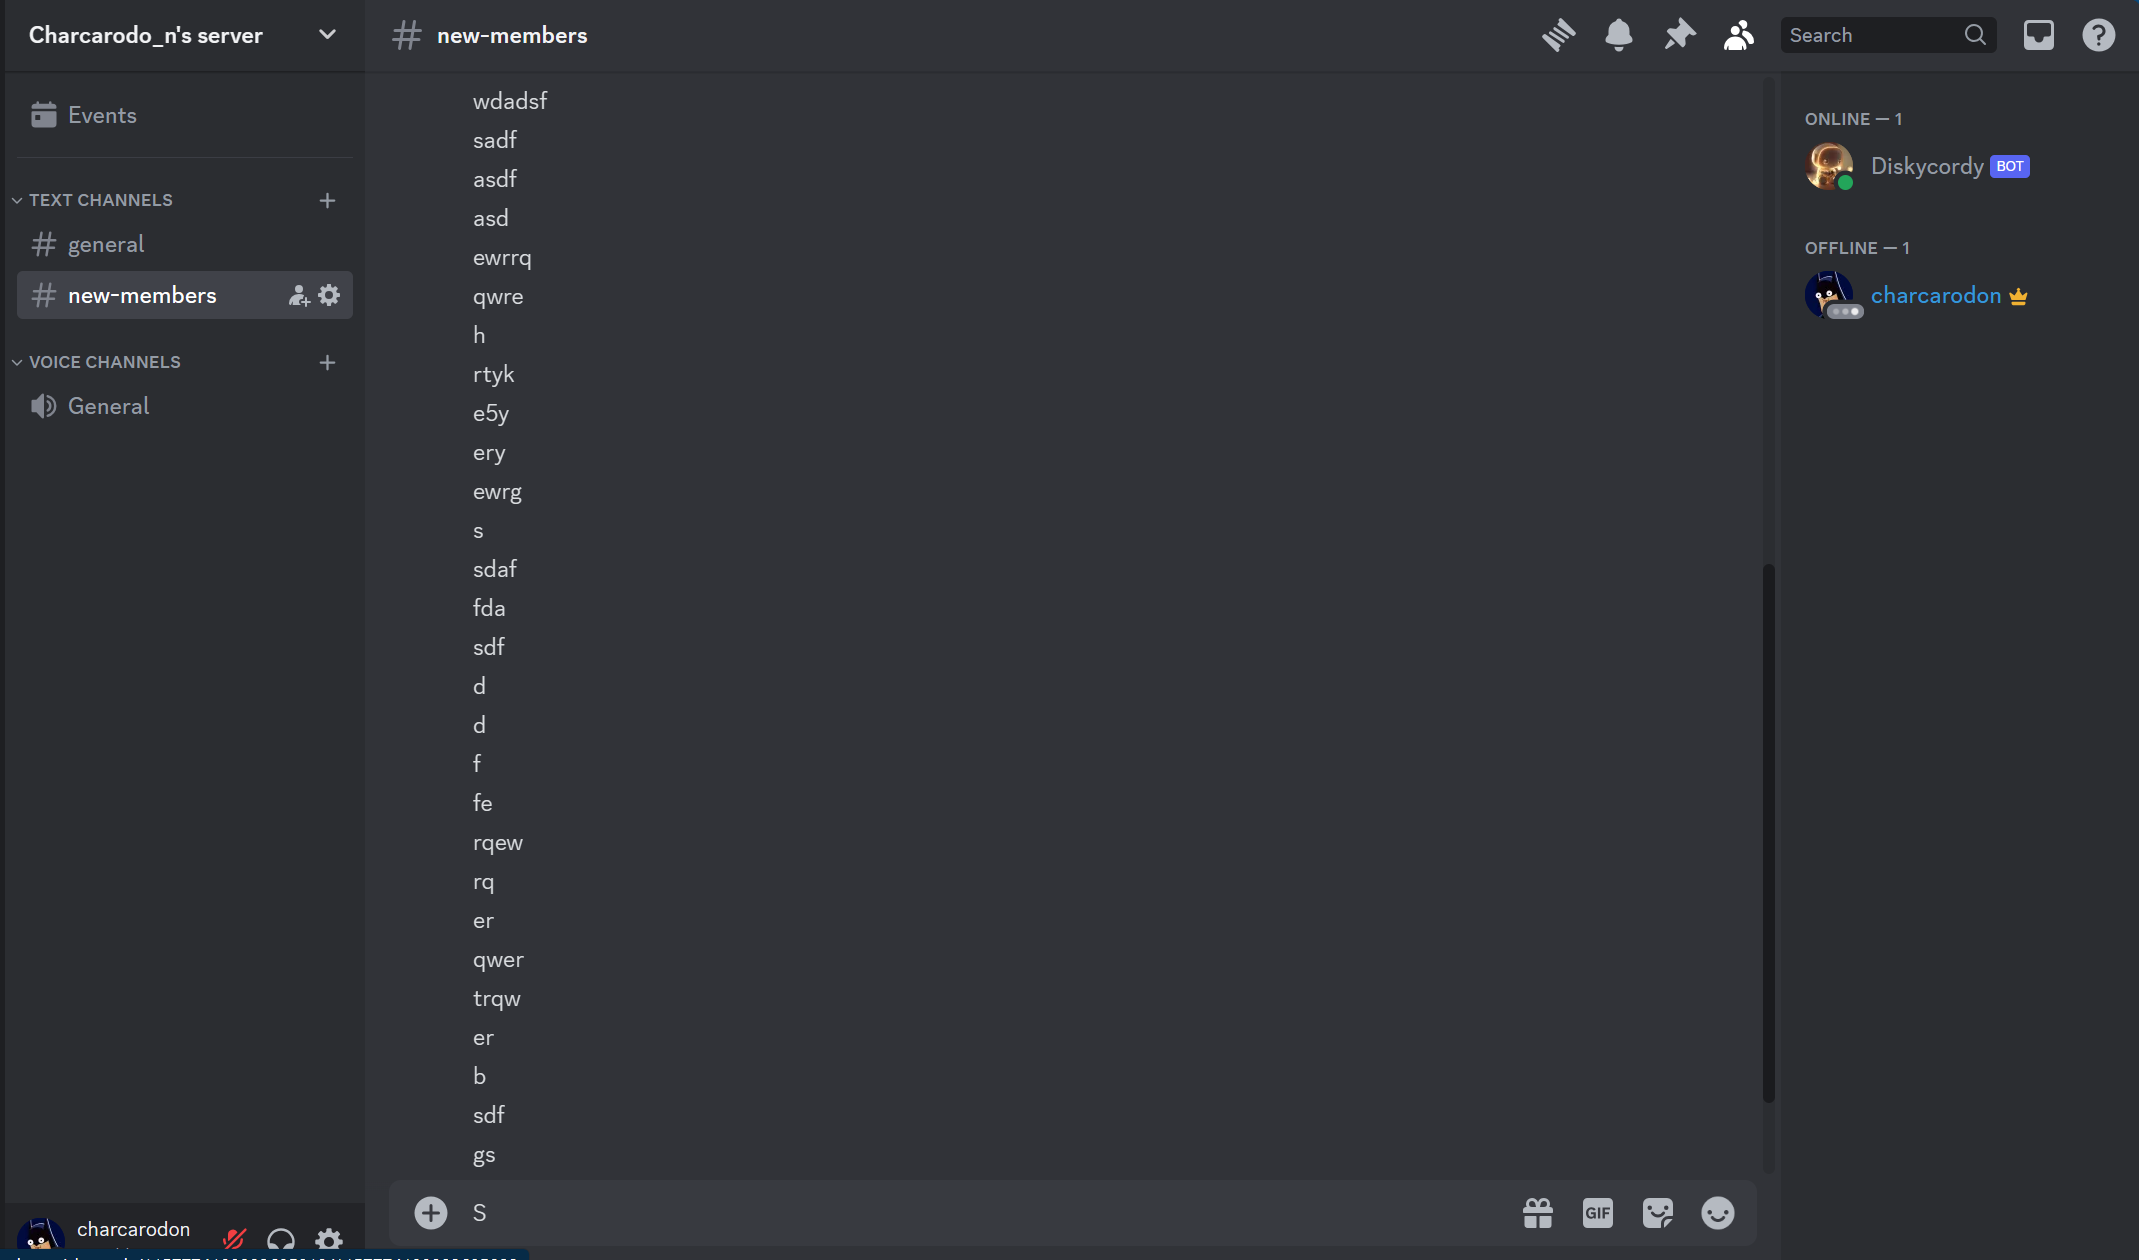 Charcarodo_n's server
Events
TEXT CHANNELS
general
new-members
VOICE CHANNELS
General
charcarodon
new-members
Search
wdadsf
sadf
asdf
asd
ewrrq
qwre
h
rtyk
e5y
ery
ewrg
s
sdaf
fda
sdf
d
d
f
fe
rqew
rq
er
qwer
trqw
er
b
sdf
gs
S
GIF
ONLINE — 1
Diskycordy BOT
OFFLINE — 1
charcarodon